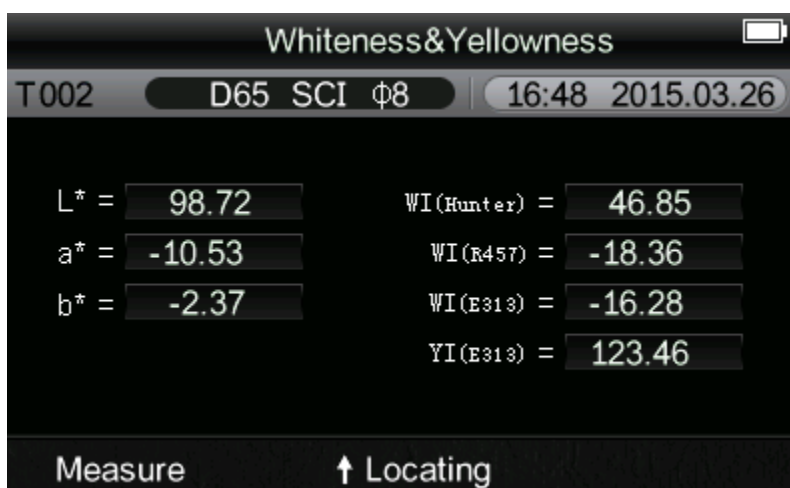 Whiteness&Yellowness
T002 D65 SCI Φ8 16:48 2015.03.26
L* = 98.72 WI(Hunter) = 46.85
a* = -10.53 WI(R457) = -18.36
b* = -2.37 WI(E313) = -16.28
YI(E313) = 123.46
Measure ↑ Locating